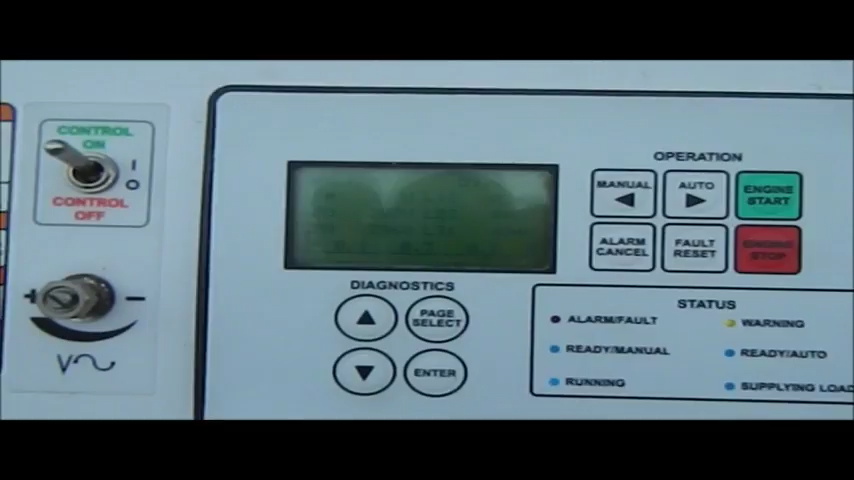 CONTROL
ON
I
O
CONTROL
OFF
+ −
V
OPERATION
MANUAL
AUTO
ENGINE
START
ALARM
CANCEL
FAULT
RESET
ENGINE
STOP
DIAGNOSTICS
PAGE
SELECT
ENTER
STATUS
ALARM/FAULT
WARNING
READY/MANUAL
READY/AUTO
RUNNING
SUPPLYING LOAD